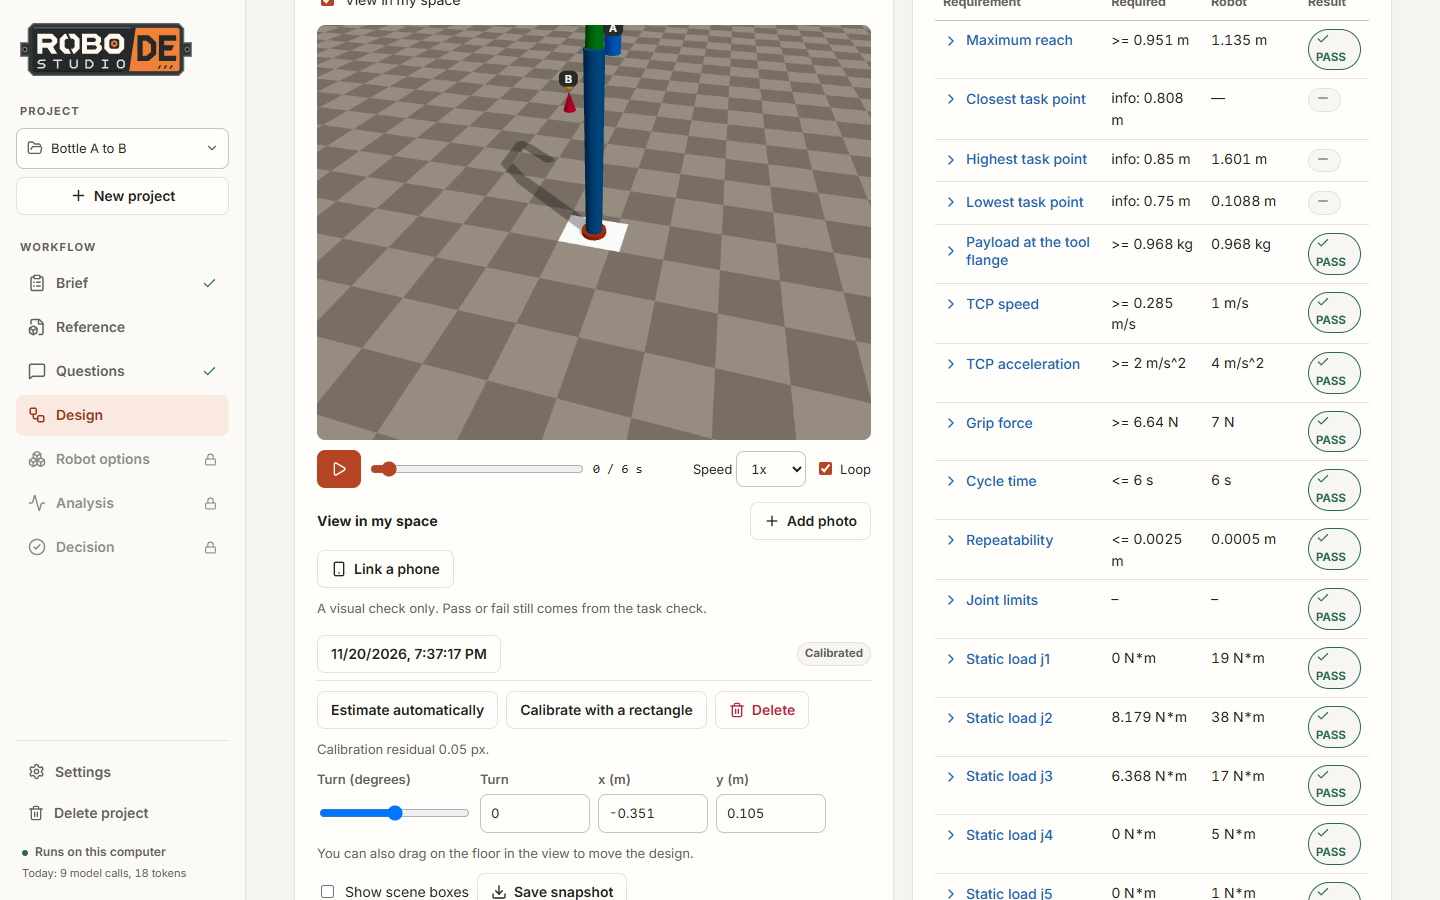 ROBO DE
STUDIO
PROJECT
Bottle A to B
New project
WORKFLOW
Brief
Reference
Questions
Design
Robot options
Analysis
Decision
Settings
Delete project
Runs on this computer
Today: 9 model calls, 18 tokens
View in my space
A
B
0 / 6 s
Speed
1x
Loop
View in my space
Add photo
Link a phone
A visual check only. Pass or fail still comes from the task check.
11/20/2026, 7:37:17 PM
Calibrated
Estimate automatically
Calibrate with a rectangle
Delete
Calibration residual 0.05 px.
Turn (degrees)
Turn
x (m)
y (m)
0
-0.351
0.105
You can also drag on the floor in the view to move the design.
Show scene boxes
Save snapshot
Requirement Required Robot Result
Maximum reach >= 0.951 m 1.135 m PASS
Closest task point info: 0.808 m — –
Highest task point info: 0.85 m 1.601 m –
Lowest task point info: 0.75 m 0.1088 m –
Payload at the tool flange >= 0.968 kg 0.968 kg PASS
TCP speed >= 0.285 m/s 1 m/s PASS
TCP acceleration >= 2 m/s^2 4 m/s^2 PASS
Grip force >= 6.64 N 7 N PASS
Cycle time <= 6 s 6 s PASS
Repeatability <= 0.0025 m 0.0005 m PASS
Joint limits – – PASS
Static load j1 0 N*m 19 N*m PASS
Static load j2 8.179 N*m 38 N*m PASS
Static load j3 6.368 N*m 17 N*m PASS
Static load j4 0 N*m 5 N*m PASS
Static load j5 0 N*m 1 N*m